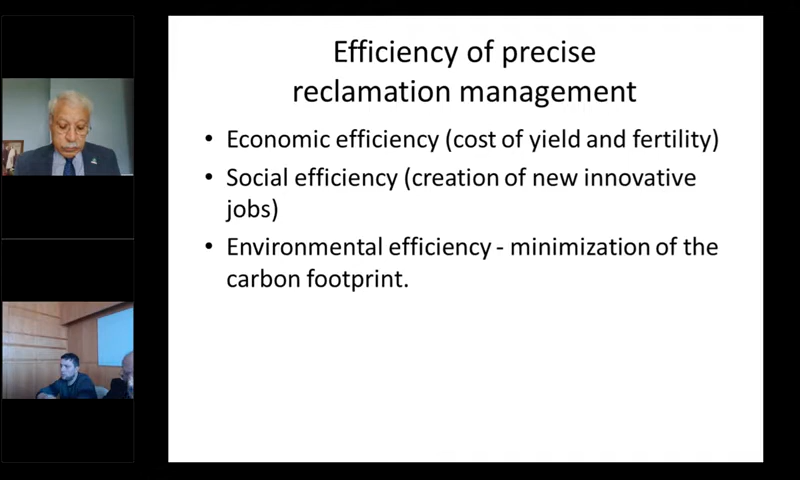 Efficiency of precise
reclamation management
• Economic efficiency (cost of yield and fertility)
• Social efficiency (creation of new innovative
jobs)
• Environmental efficiency - minimization of the
carbon footprint.